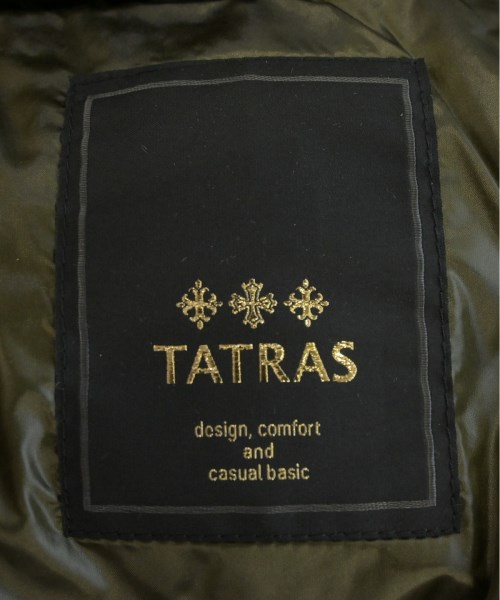 TATRAS
design, comfort
and
casual basic